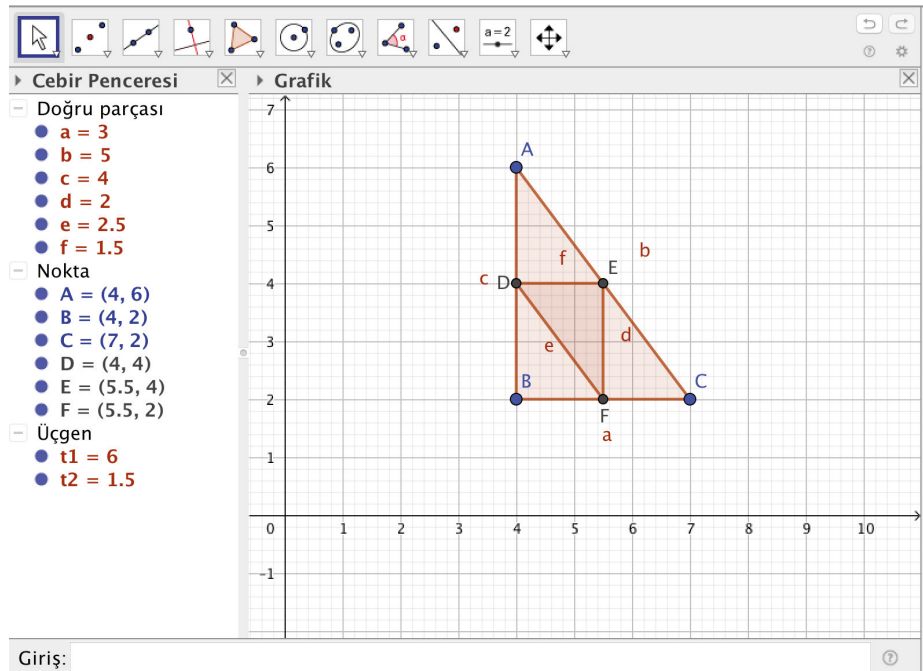 a=2
Cebir Penceresi
Grafik
Doğru parçası
a = 3
b = 5
c = 4
d = 2
e = 2.5
f = 1.5
Nokta
A = (4, 6)
B = (4, 2)
C = (7, 2)
D = (4, 4)
E = (5.5, 4)
F = (5.5, 2)
Üçgen
t1 = 6
t2 = 1.5
7
A
6
5
b
f
E
4
c D
3
d
e
B
C
2
F
a
1
0 1 2 3 4 5 6 7 8 9 10
−1
Giriş:
α